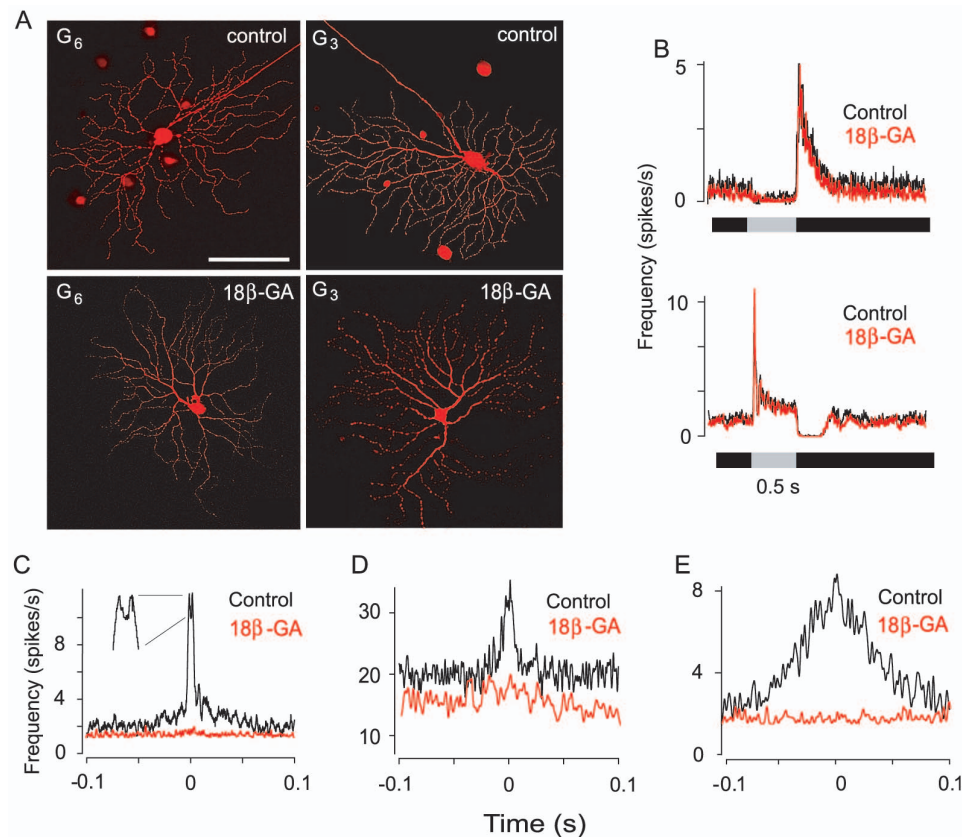 A
G6 control
G3 control
G6 18β-GA
G3 18β-GA
B
5
0
Control
18β-GA
Frequency (spikes/s)
10
0
Control
18β-GA
0.5 s
C
Frequency (spikes/s)
8
4
0
Control
18β-GA
-0.1 0 0.1
D
30
20
10
Control
18β-GA
-0.1 0 0.1
E
8
4
0
Control
18β-GA
-0.1 0 0.1
Time (s)